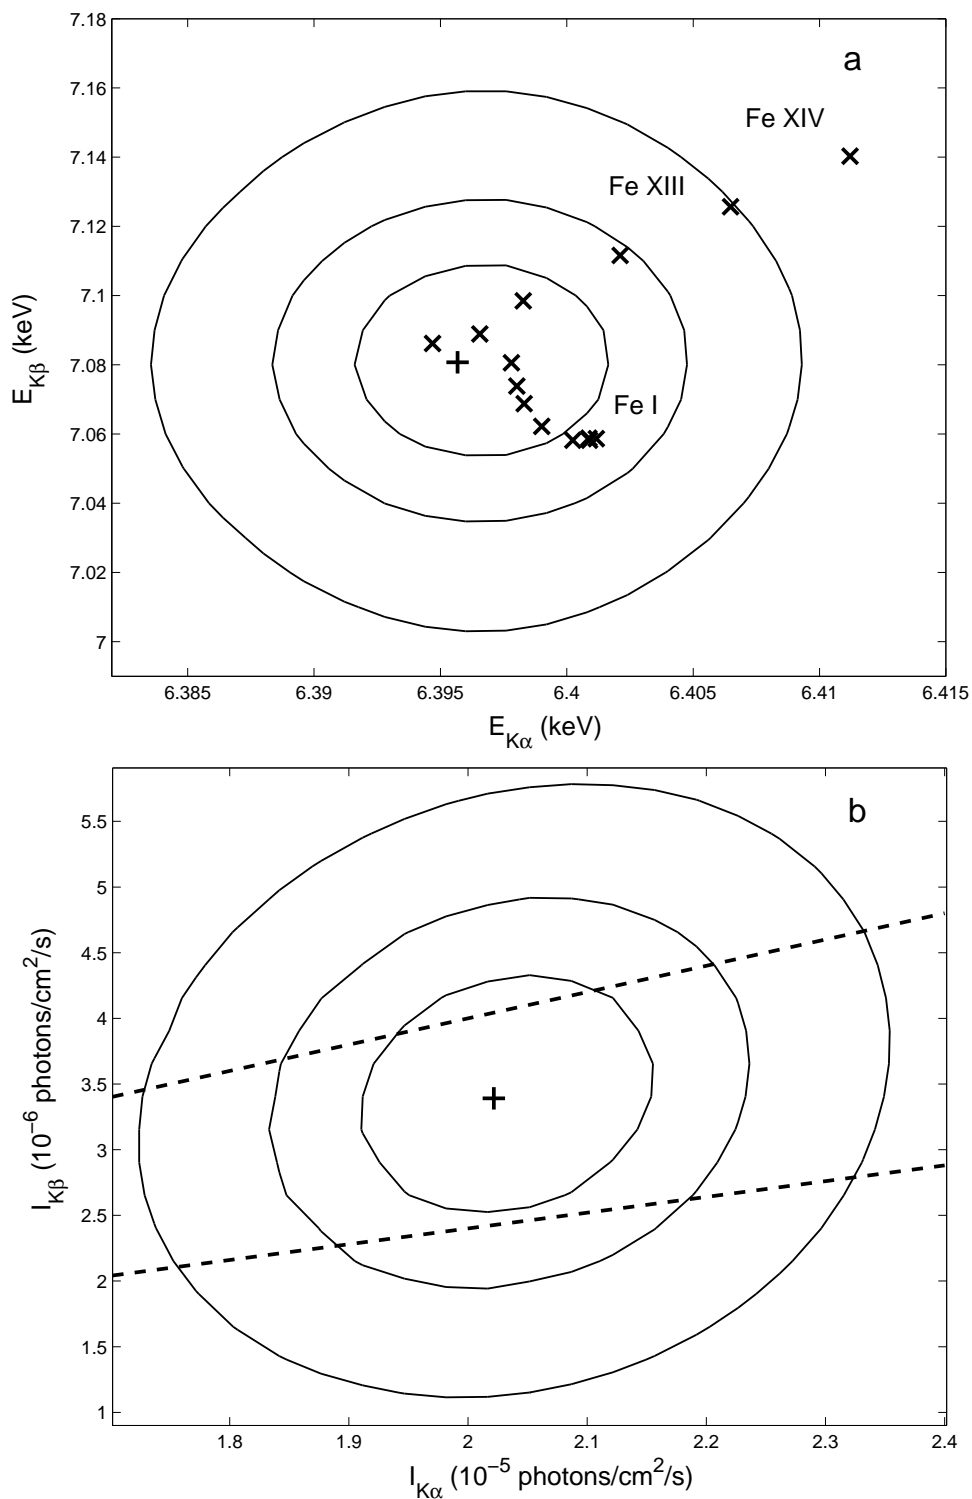 7.18
a
7.16
Fe XIV
7.14
Fe XIII
7.12
7.1
E_Kβ (keV)
7.08
Fe I
7.06
7.04
7.02
7
6.385 6.39 6.395 6.4 6.405 6.41 6.415
E_Kα (keV)
b
5.5
5
4.5
4
I_Kβ (10⁻⁶ photons/cm²/s)
3.5
3
2.5
2
1.5
1
1.8 1.9 2 2.1 2.2 2.3 2.4
I_Kα (10⁻⁵ photons/cm²/s)